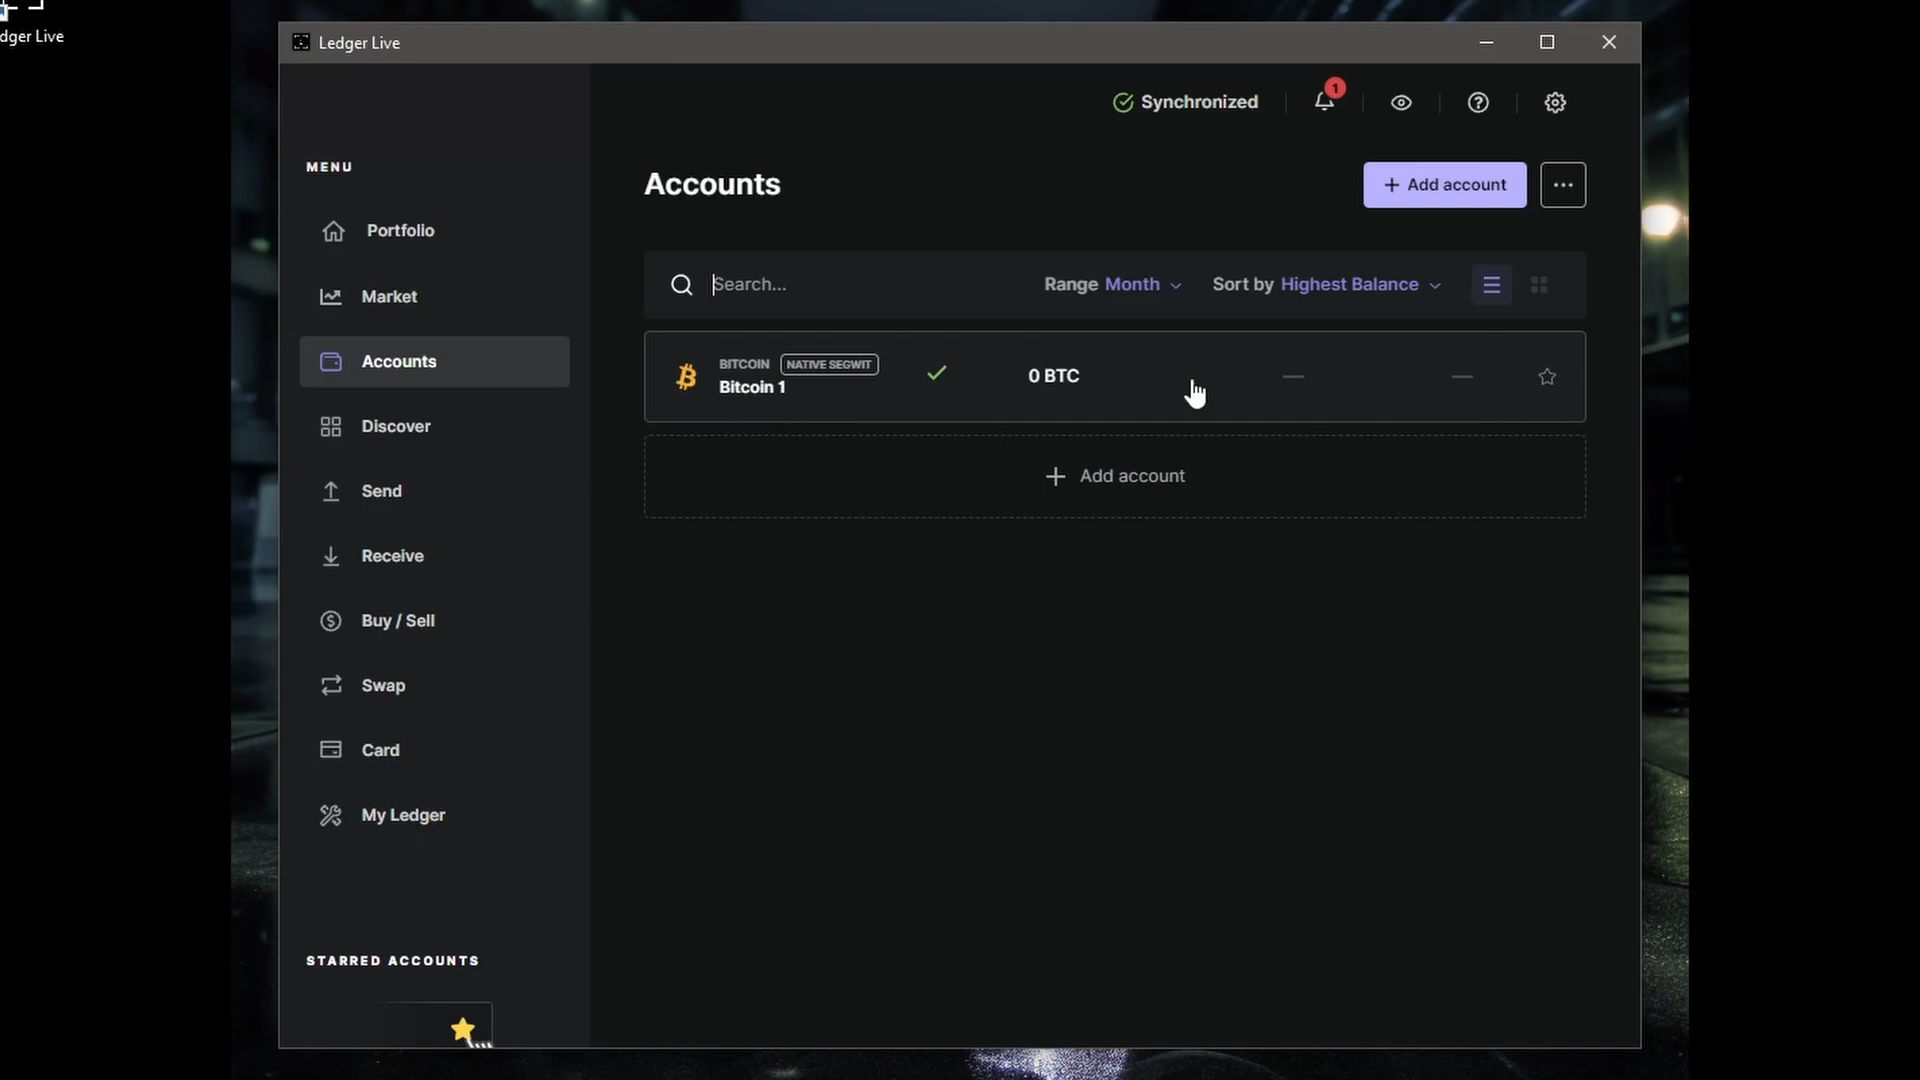 dger Live
Ledger Live
Synchronized
1
MENU
Portfolio
Market
Accounts
Discover
Send
Receive
Buy / Sell
Swap
Card
My Ledger
STARRED ACCOUNTS
Accounts
+ Add account
Search...
Range Month
Sort by Highest Balance
BITCOIN NATIVE SEGWIT
Bitcoin 1
0 BTC
— —
+ Add account